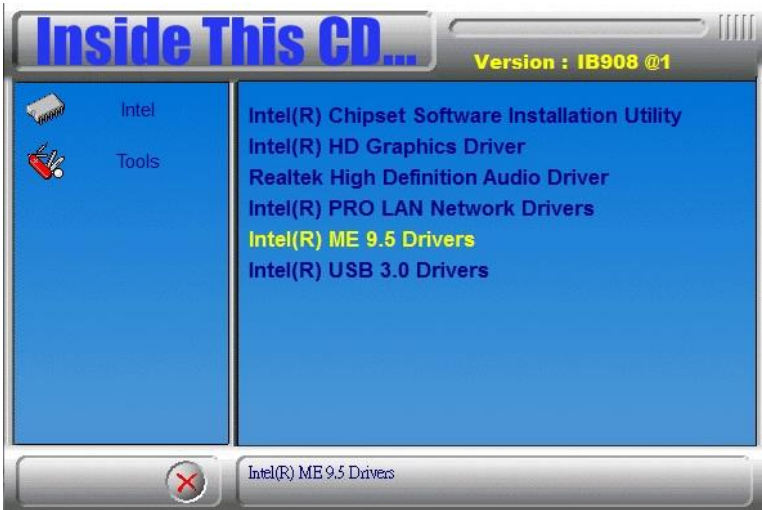 Inside This CD...
Version : IB908 @1
Intel
Tools
Intel(R) Chipset Software Installation Utility
Intel(R) HD Graphics Driver
Realtek High Definition Audio Driver
Intel(R) PRO LAN Network Drivers
Intel(R) ME 9.5 Drivers
Intel(R) USB 3.0 Drivers
Intel(R) ME 9.5 Drivers